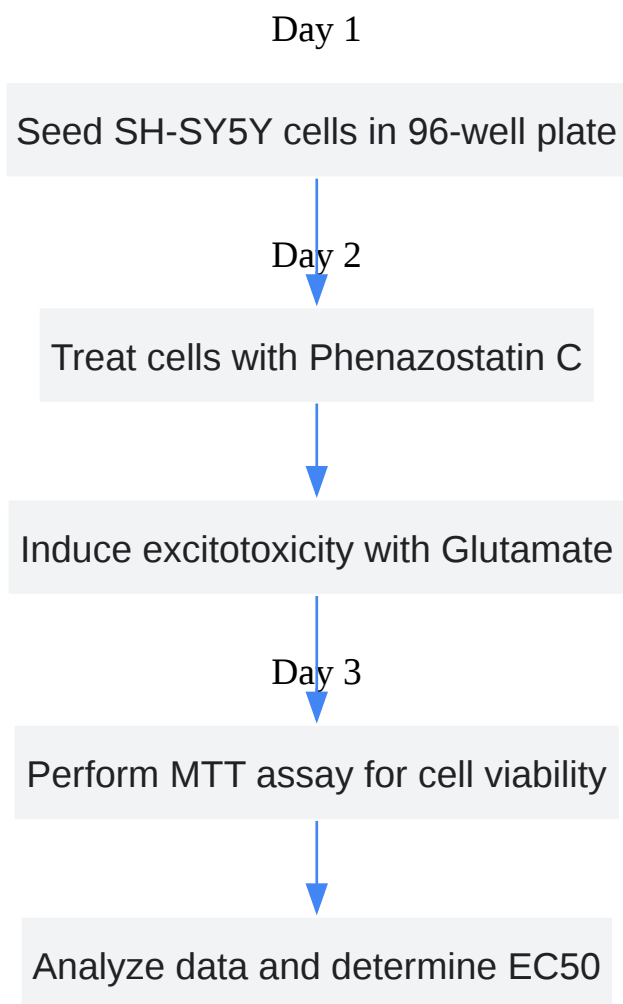 Day 1
Seed SH-SY5Y cells in 96-well plate
Day 2
Treat cells with Phenazostatin C
Induce excitotoxicity with Glutamate
Day 3
Perform MTT assay for cell viability
Analyze data and determine EC50